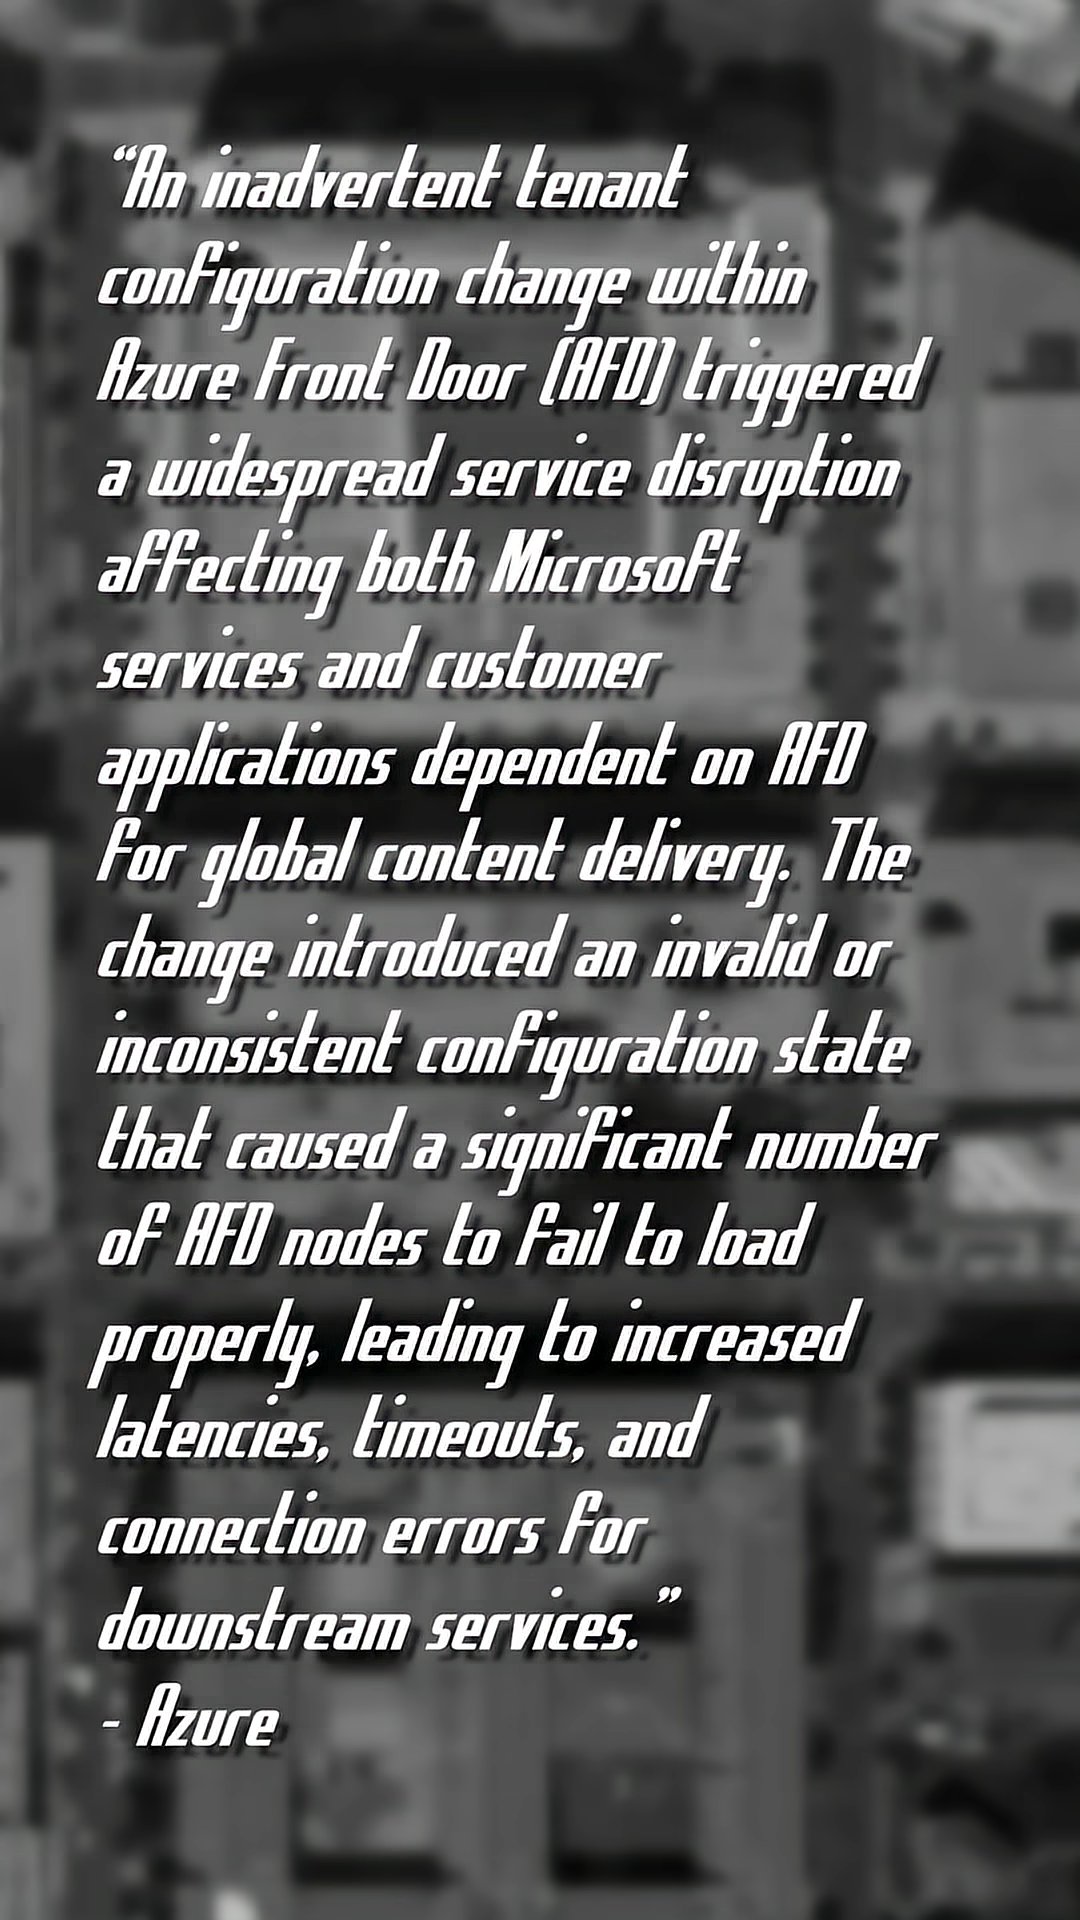 “An inadvertent tenant
configuration change within
Azure Front Door (AFD) triggered
a widespread service disruption
affecting both Microsoft
services and customer
applications dependent on AFD
for global content delivery. The
change introduced an invalid or
inconsistent configuration state
that caused a significant number
of AFD nodes to fail to load
properly, leading to increased
latencies, timeouts, and
connection errors for
downstream services.”
- Azure